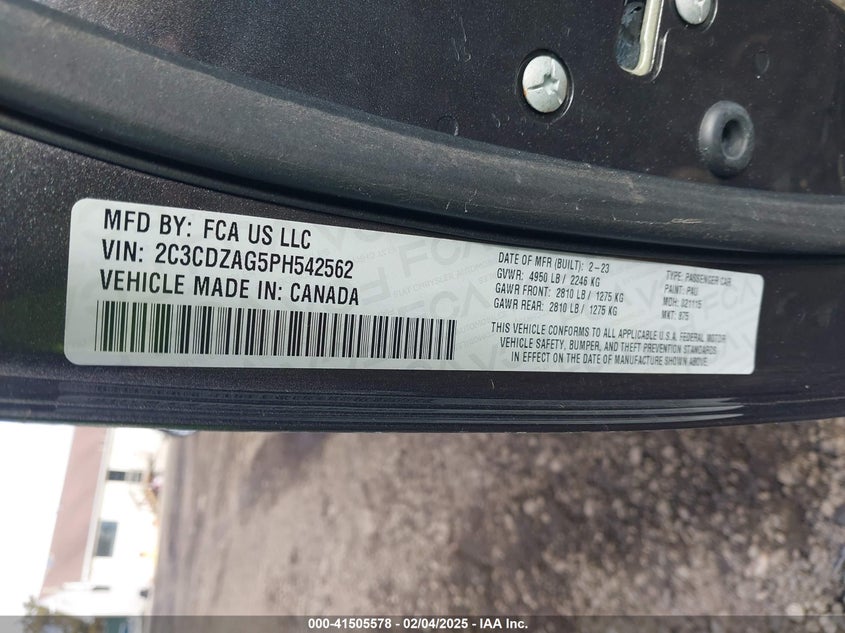 MFD BY: FCA US LLC
VIN: 2C3CDZAG5PH542562
VEHICLE MADE IN: CANADA
DATE OF MFR (BUILT): 2-23
GVWR: 4950 LB / 2246 KG
GAWR FRONT: 2810 LB / 1275 KG
GAWR REAR: 2810 LB / 1275 KG
TYPE: PASSENGER CAR
PAINT: PAU
MDH: 021115
MKT: 875
THIS VEHICLE CONFORMS TO ALL APPLICABLE U.S.A. FEDERAL MOTOR
VEHICLE SAFETY, BUMPER, AND THEFT PREVENTION STANDARDS
IN EFFECT ON THE DATE OF MANUFACTURE SHOWN ABOVE.
000-41505578 - 02/04/2025 - IAA Inc.